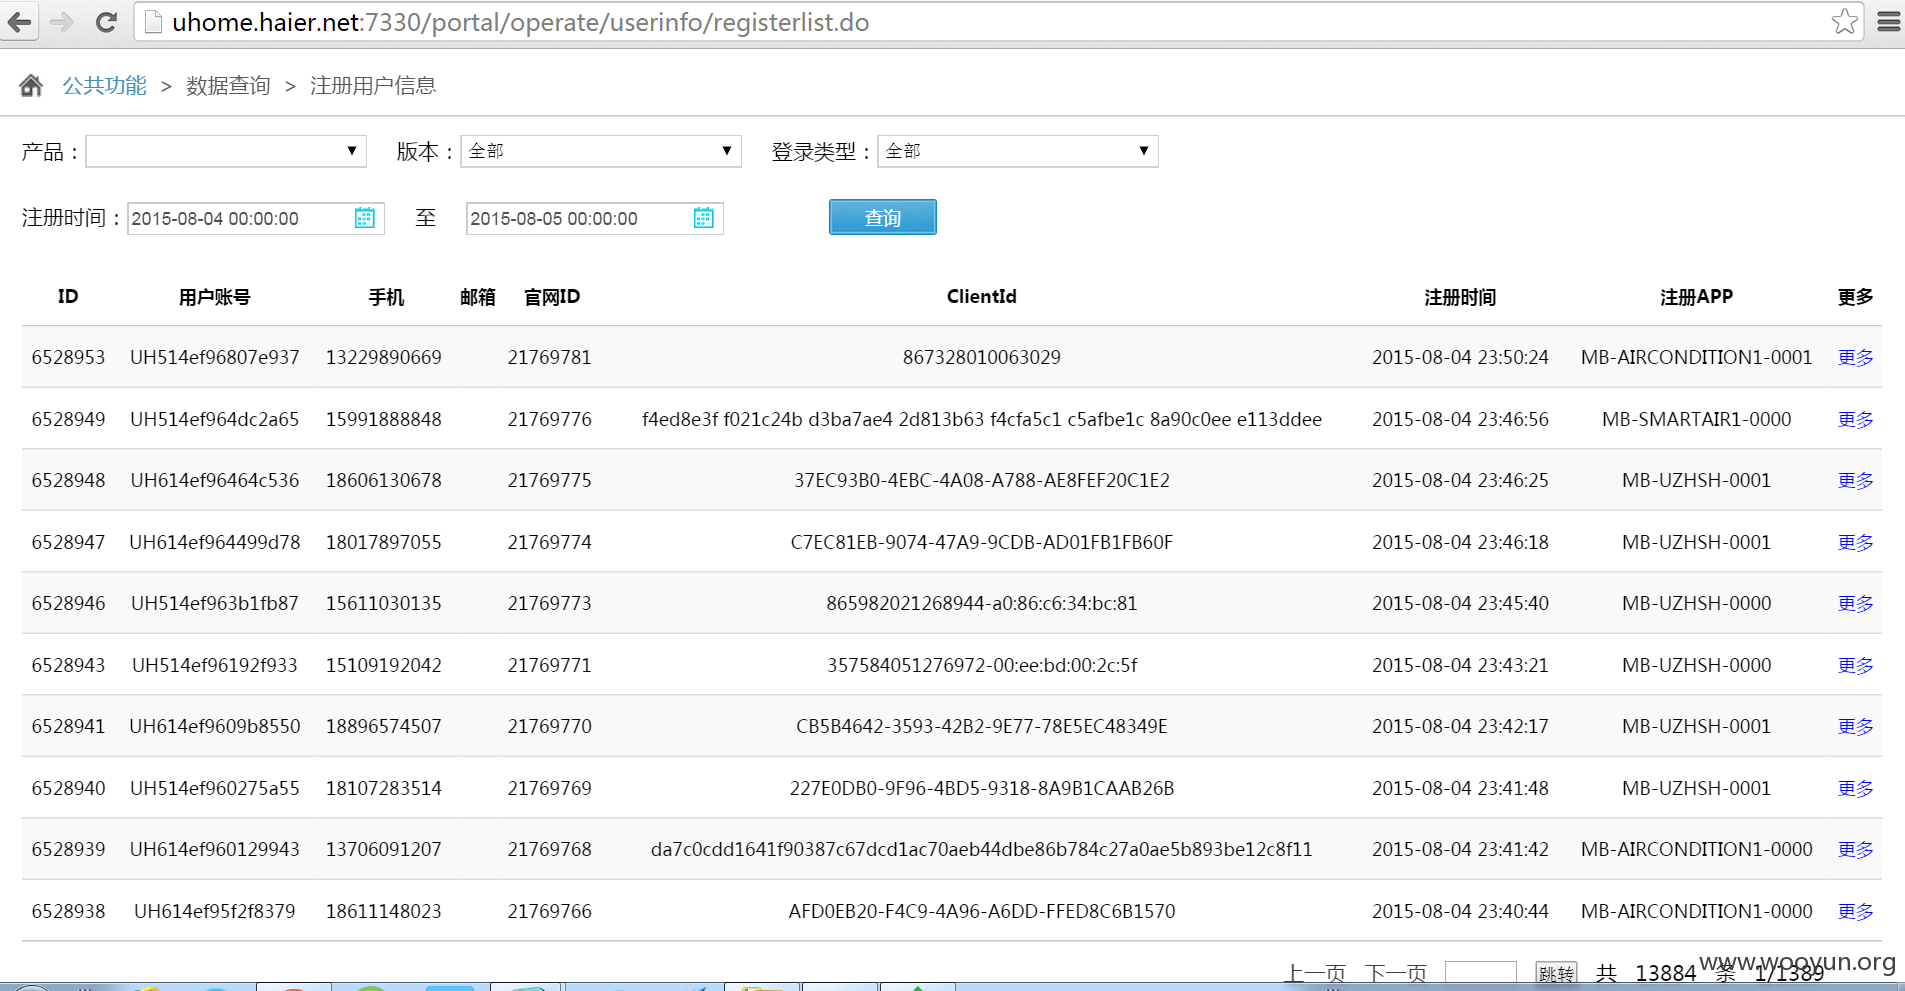 uhome.haier.net:7330/portal/operate/userinfo/registerlist.do
公共功能 > 数据查询 > 注册用户信息
产品： 版本：全部 登录类型：全部
注册时间：2015-08-04 00:00:00 至 2015-08-05 00:00:00 查询
ID 用户账号 手机 邮箱 官网ID ClientId 注册时间 注册APP 更多
6528953 UH514ef96807e937 13229890669 21769781 867328010063029 2015-08-04 23:50:24 MB-AIRCONDITION1-0001 更多
6528949 UH514ef964dc2a65 15991888848 21769776 f4ed8e3f f021c24b d3ba7ae4 2d813b63 f4cfa5c1 c5afbe1c 8a90c0ee e113ddee 2015-08-04 23:46:56 MB-SMARTAIR1-0000 更多
6528948 UH614ef96464c536 18606130678 21769775 37EC93B0-4EBC-4A08-A788-AE8FEF20C1E2 2015-08-04 23:46:25 MB-UZHSH-0001 更多
6528947 UH614ef964499d78 18017897055 21769774 C7EC81EB-9074-47A9-9CDB-AD01FB1FB60F 2015-08-04 23:46:18 MB-UZHSH-0001 更多
6528946 UH514ef963b1fb87 15611030135 21769773 865982021268944-a0:86:c6:34:bc:81 2015-08-04 23:45:40 MB-UZHSH-0000 更多
6528943 UH514ef96192f933 15109192042 21769771 357584051276972-00:ee:bd:00:2c:5f 2015-08-04 23:43:21 MB-UZHSH-0000 更多
6528941 UH614ef9609b8550 18896574507 21769770 CB5B4642-3593-42B2-9E77-78E5EC48349E 2015-08-04 23:42:17 MB-UZHSH-0001 更多
6528940 UH514ef960275a55 18107283514 21769769 227E0DB0-9F96-4BD5-9318-8A9B1CAAB26B 2015-08-04 23:41:48 MB-UZHSH-0001 更多
6528939 UH614ef960129943 13706091207 21769768 da7c0cdd1641f90387c67dcd1ac70aeb44dbe86b784c27a0ae5b893be12c8f11 2015-08-04 23:41:42 MB-AIRCONDITION1-0000 更多
6528938 UH614ef95f2f8379 18611148023 21769766 AFD0EB20-F4C9-4A96-A6DD-FFED8C6B1570 2015-08-04 23:40:44 MB-AIRCONDITION1-0000 更多
上一页 下一页 跳转 共 13884 条 1/1389
www.wooyun.org